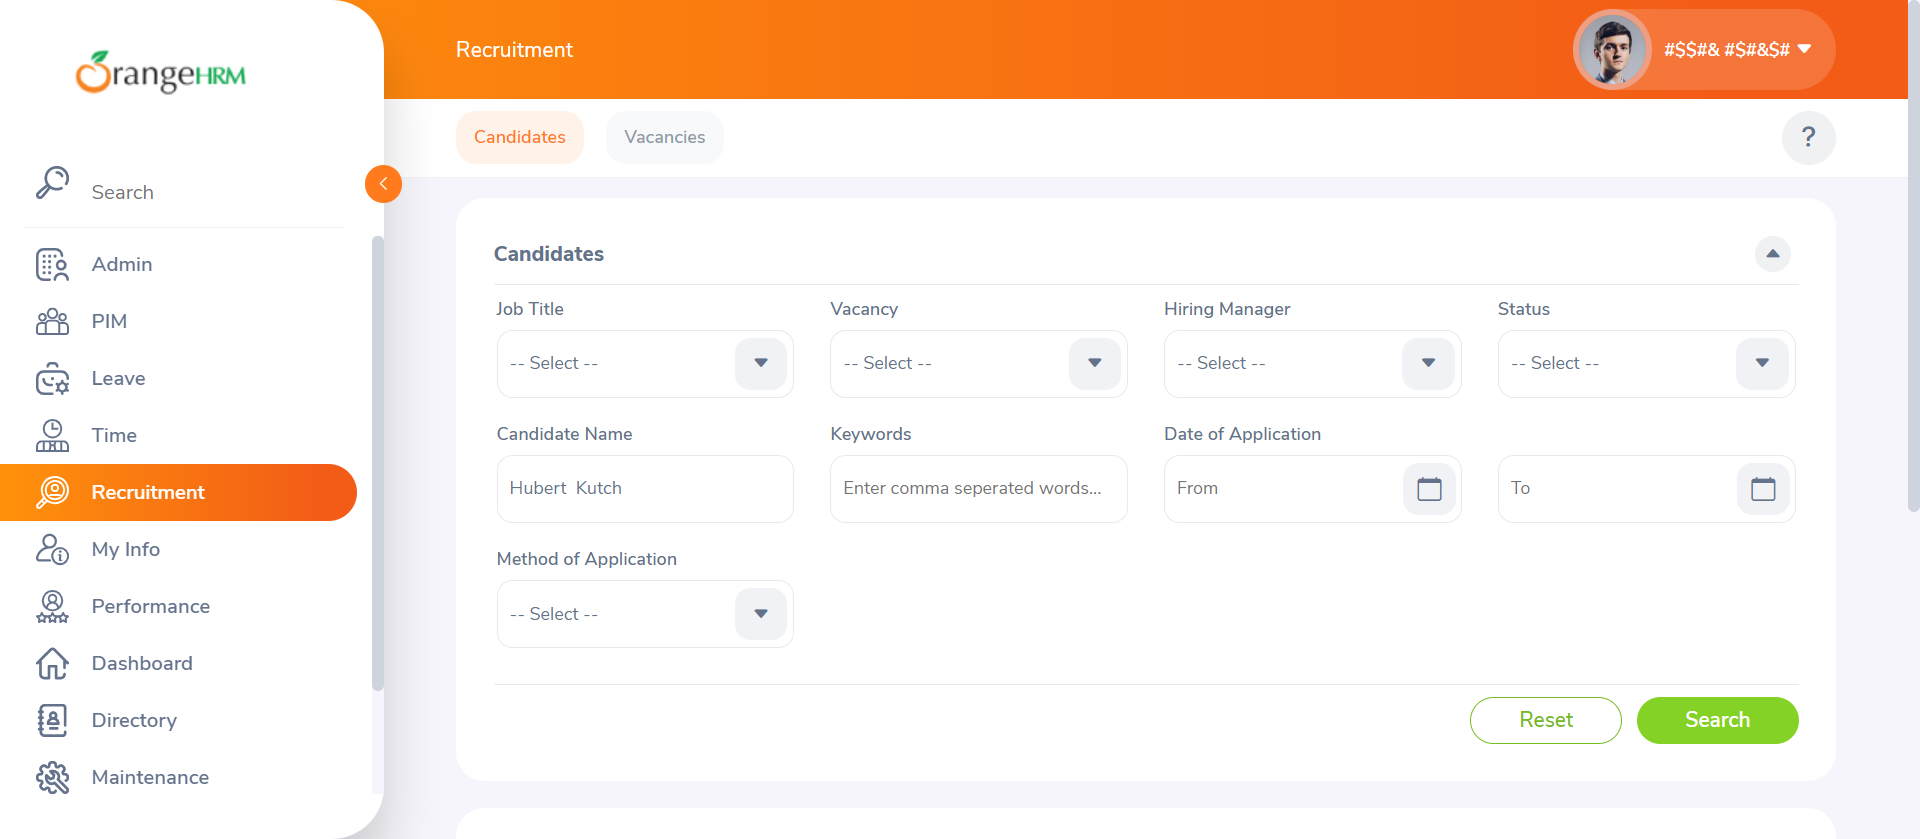 OrangeHRM
Recruitment
#$$#& #$#&$#
Candidates
Vacancies
?
Search
Admin
PIM
Leave
Time
Recruitment
My Info
Performance
Dashboard
Directory
Maintenance
Candidates
Job Title
Vacancy
Hiring Manager
Status
-- Select --
-- Select --
-- Select --
-- Select --
Candidate Name
Keywords
Date of Application
Hubert  Kutch
Enter comma seperated words...
From
To
Method of Application
-- Select --
Reset
Search